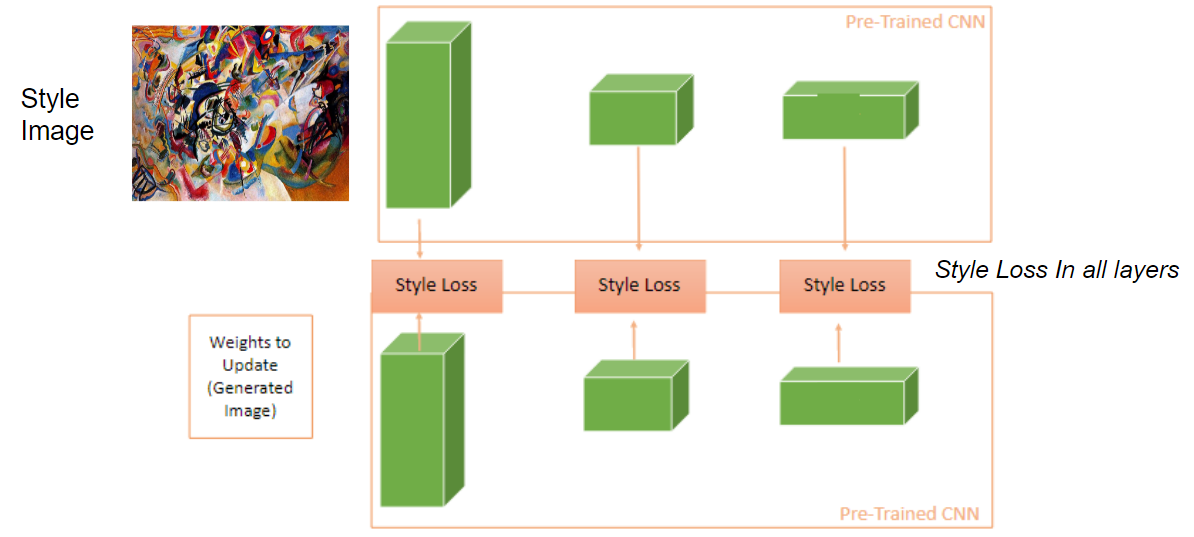 Pre-Trained CNN
Style
Image
Style Loss
Style Loss
Style Loss
Style Loss In all layers
Weights to
Update
(Generated
Image)
Pre-Trained CNN